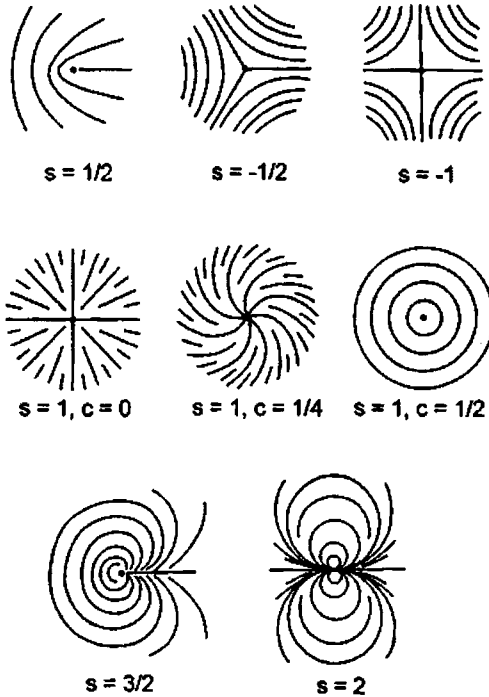 s = 1/2 s = -1/2 s = -1
s = 1, c = 0 s = 1, c = 1/4 s = 1, c = 1/2
s = 3/2 s = 2